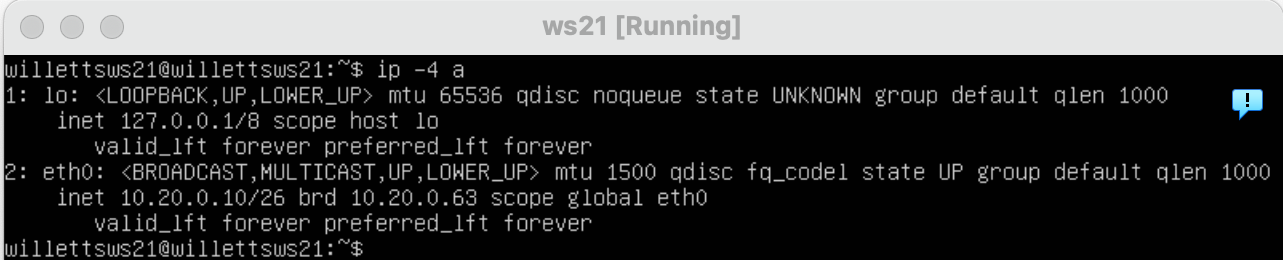 ws21 [Running]
willettsws21@willettsws21:~$ ip -4 a
1: lo: <LOOPBACK,UP,LOWER_UP> mtu 65536 qdisc noqueue state UNKNOWN group default qlen 1000
    inet 127.0.0.1/8 scope host lo
       valid_lft forever preferred_lft forever
2: eth0: <BROADCAST,MULTICAST,UP,LOWER_UP> mtu 1500 qdisc fq_codel state UP group default qlen 1000
    inet 10.20.0.10/26 brd 10.20.0.63 scope global eth0
       valid_lft forever preferred_lft forever
willettsws21@willettsws21:~$